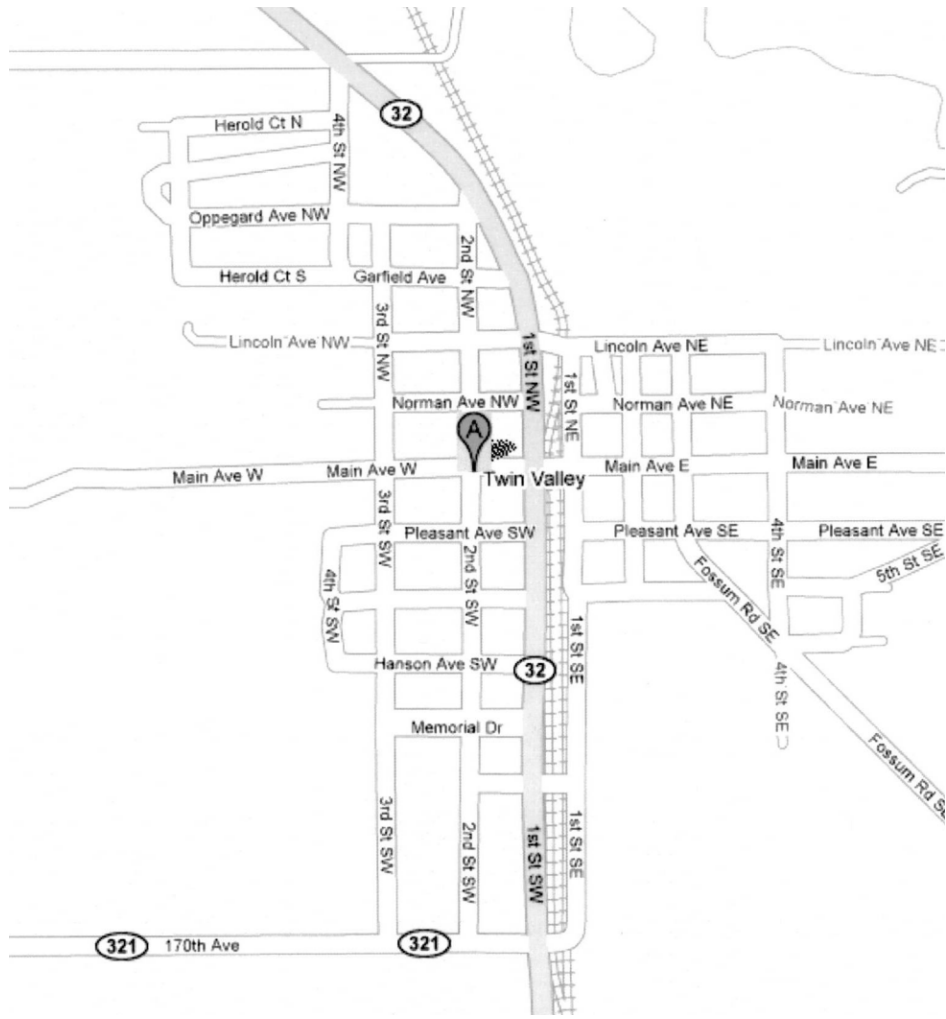 32
Herold Ct N
4th St NW
Oppegard Ave NW
2nd St NW
Herold Ct S
Garfield Ave
3rd St NW
1st St NW
Lincoln Ave NW
Lincoln Ave NE
Lincoln Ave NE
1st St NE
Norman Ave NW
Norman Ave NE
Norman Ave NE
A
Main Ave W
Main Ave W
Main Ave E
Main Ave E
Twin Valley
3rd St SW
Pleasant Ave SW
Pleasant Ave SE
Pleasant Ave SE
4th St SE
2nd St SW
4th St SW
Fossum Rd SE
5th St SE
1st St SE
Hanson Ave SW
32
4th St SE
Memorial Dr
Fossum Rd SE
3rd St SW
2nd St SW
1st St SW
1st St SE
321
170th Ave
321